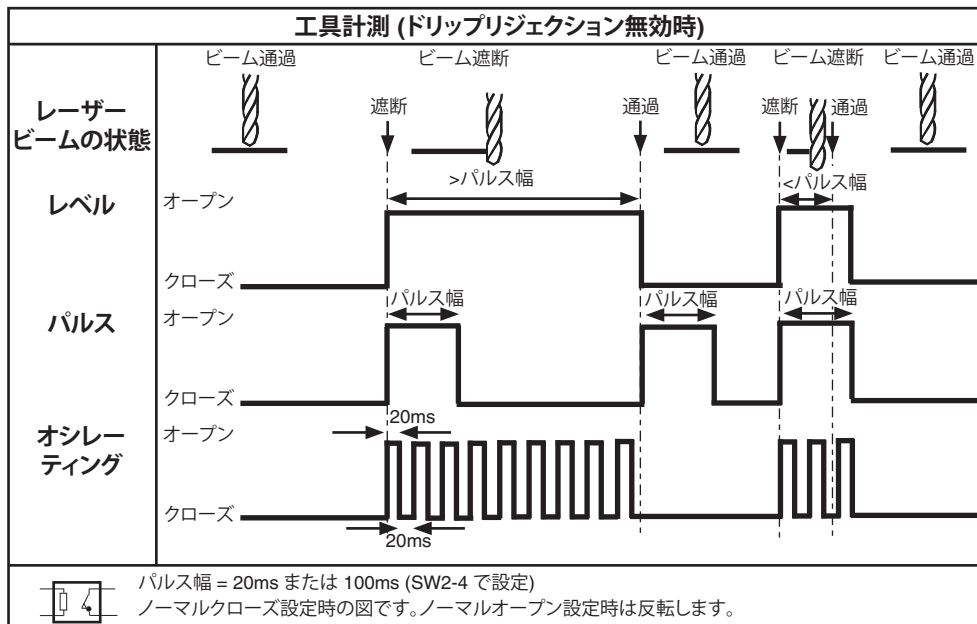 工具計測 (ドリップリジェクション無効時)
ビーム通過 ビーム遮断 ビーム通過 ビーム遮断 ビーム通過
レーザー
ビームの状態
遮断 通過 遮断 通過
>パルス幅 <パルス幅
レベル
オープン
クローズ
パルス幅 パルス幅 パルス幅
パルス
オープン
クローズ
20ms
オシレー
ティング
オープン
クローズ
20ms
パルス幅 = 20ms または 100ms (SW2-4 で設定)
ノーマルクローズ設定時の図です。ノーマルオープン設定時は反転します。